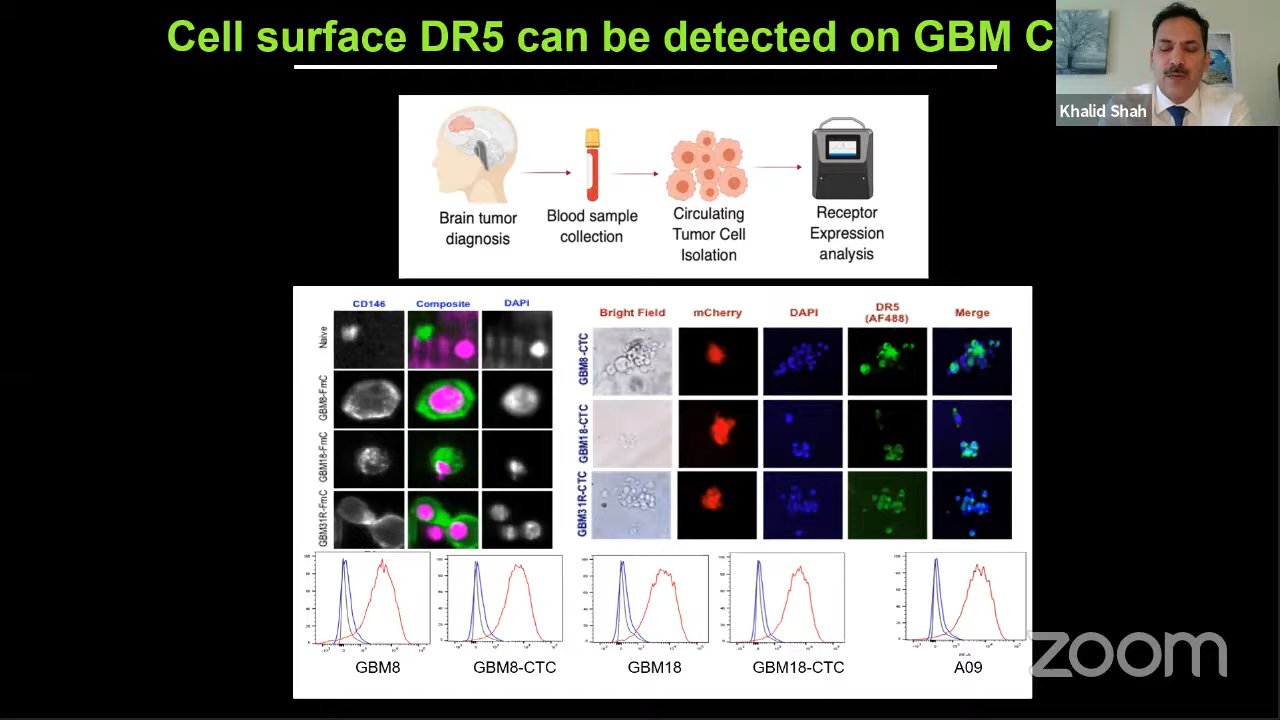 Cell surface DR5 can be detected on GBM C
Khalid Shah
Brain tumor
diagnosis
Blood sample
collection
Circulating
Tumor Cell
Isolation
Receptor
Expression
analysis
CD146
Composite
DAPI
Naive
GBM8-FmC
GBM18-FmC
GBM31R-FmC
Bright Field
mCherry
DAPI
DR5
(AF488)
Merge
GBM8-CTC
GBM18-CTC
GBM31R-CTC
GBM8
GBM8-CTC
GBM18
GBM18-CTC
A09
zoom